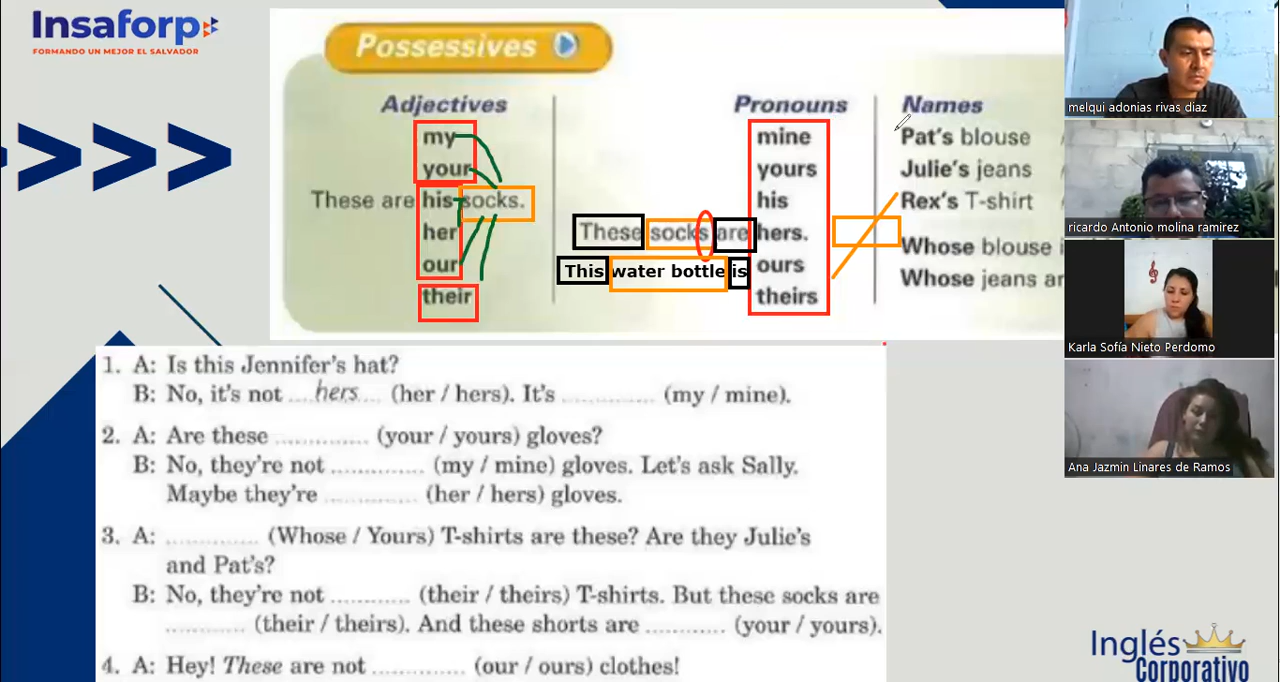 Insaforp
FORMANDO UN MEJOR EL SALVADOR
Possessives
Adjectives
my
your
These are his socks.
her
our
their
Pronouns
mine
yours
his
These socks are hers.
This water bottle is ours
theirs
Names
Pat's blouse
Julie's jeans
Rex's T-shirt
Whose blouse i
Whose jeans ar
1. A: Is this Jennifer's hat?
B: No, it's not ...hers... (her / hers). It's ............. (my / mine).
2. A: Are these ............. (your / yours) gloves?
B: No, they're not ............. (my / mine) gloves. Let's ask Sally.
Maybe they're ............. (her / hers) gloves.
3. A: ............. (Whose / Yours) T-shirts are these? Are they Julie's
and Pat's?
B: No, they're not ............ (their / theirs) T-shirts. But these socks are
............ (their / theirs). And these shorts are ............ (your / yours).
4. A: Hey! These are not ............. (our / ours) clothes!
melqui adonias rivas diaz
ricardo Antonio molina ramirez
Karla Sofía Nieto Perdomo
Ana Jazmin Linares de Ramos
Inglés
Corporativo